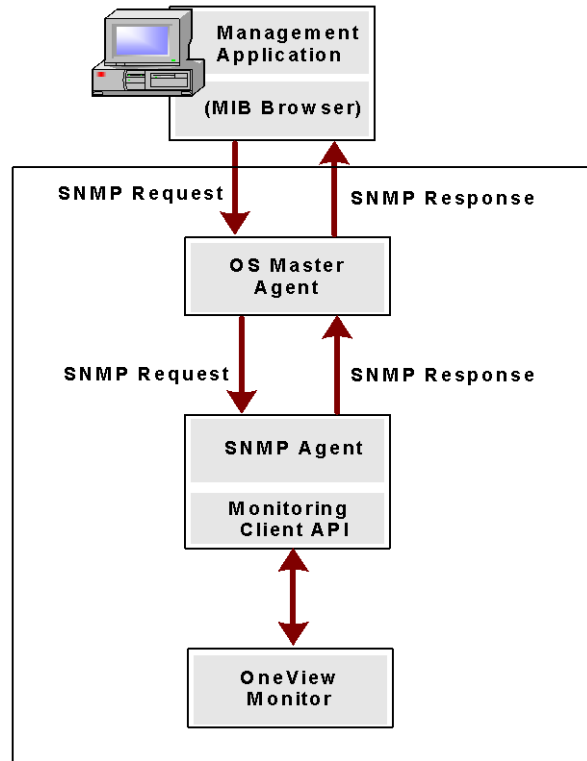 Management
Application
(MIB Browser)
SNMP Request
SNMP Response
OS Master
Agent
SNMP Request
SNMP Response
SNMP Agent
Monitoring
Client API
OneView
Monitor